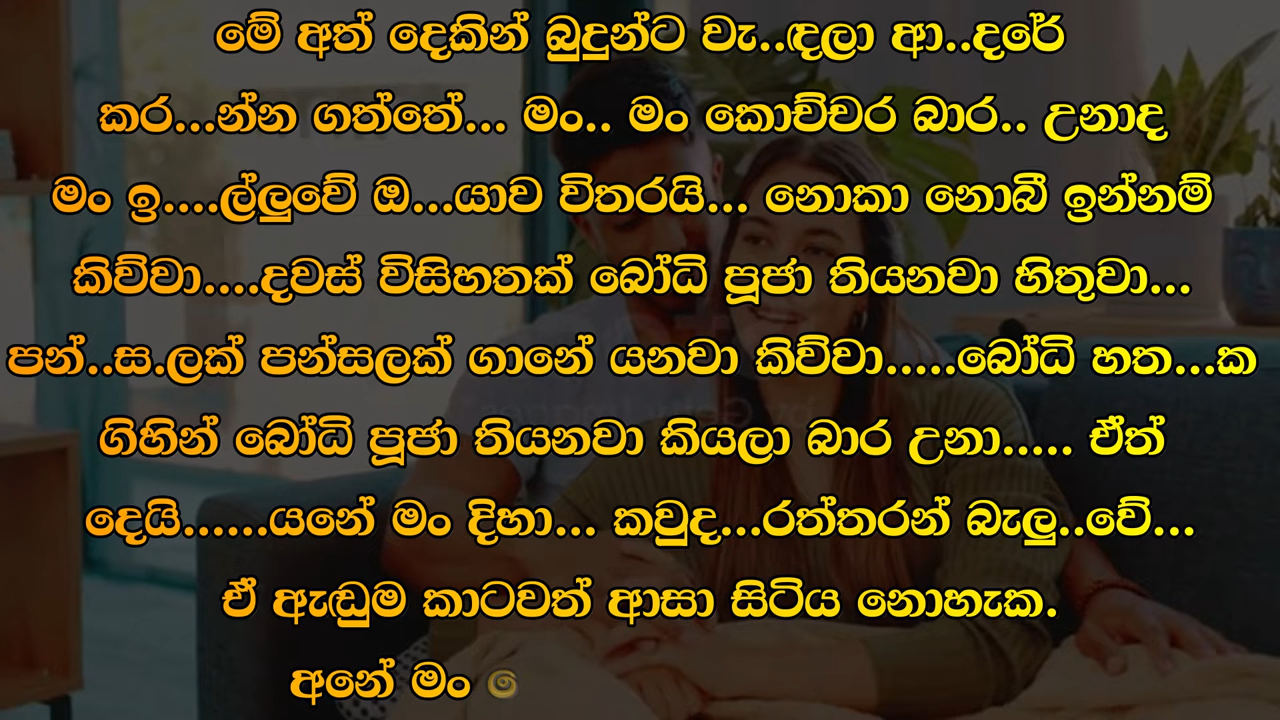 මේ අත් දෙකින් බුදුන්ට වැ..ඳලා ආ..දරේ
කර...න්න ගත්තේ... මං.. මං කොච්චර බාර.. උනාද
මං ඉ....ල්ලුවේ ඔ...යාව විතරයි... නොකා නොබී ඉන්නම්
කිව්වා....දවස් විසිහතක් බෝධි පූජා තියනවා හිතුවා...
පන්..ස.ලක් පන්සලක් ගානේ යනවා කිව්වා.....බෝධි හත...ක
ගිහින් බෝධි පූජා තියනවා කියලා බාර උනා..... ඒත්
දෙයි......යනේ මං දිහා... කවුද...රත්තරන් බැලු..වේ...
ඒ ඇඬුම කාටවත් ආසා සිටිය නොහැක.
අනේ මං